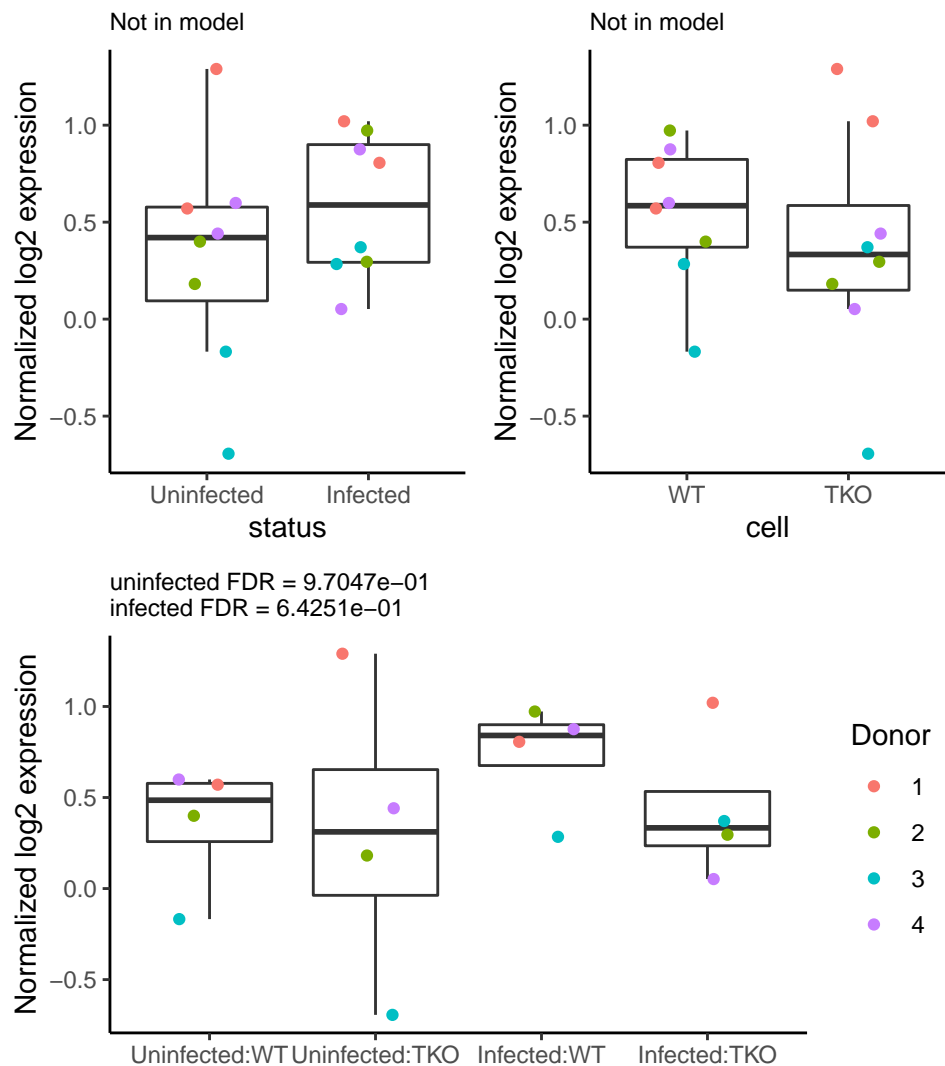 Not in model
Normalized log2 expression
1.0
0.5
0.0
−0.5
Uninfected Infected
status
Not in model
Normalized log2 expression
1.0
0.5
0.0
−0.5
WT TKO
cell
uninfected FDR = 9.7047e−01
infected FDR = 6.4251e−01
Normalized log2 expression
1.0
0.5
0.0
−0.5
Uninfected:WT Uninfected:TKO Infected:WT Infected:TKO
Donor
1
2
3
4